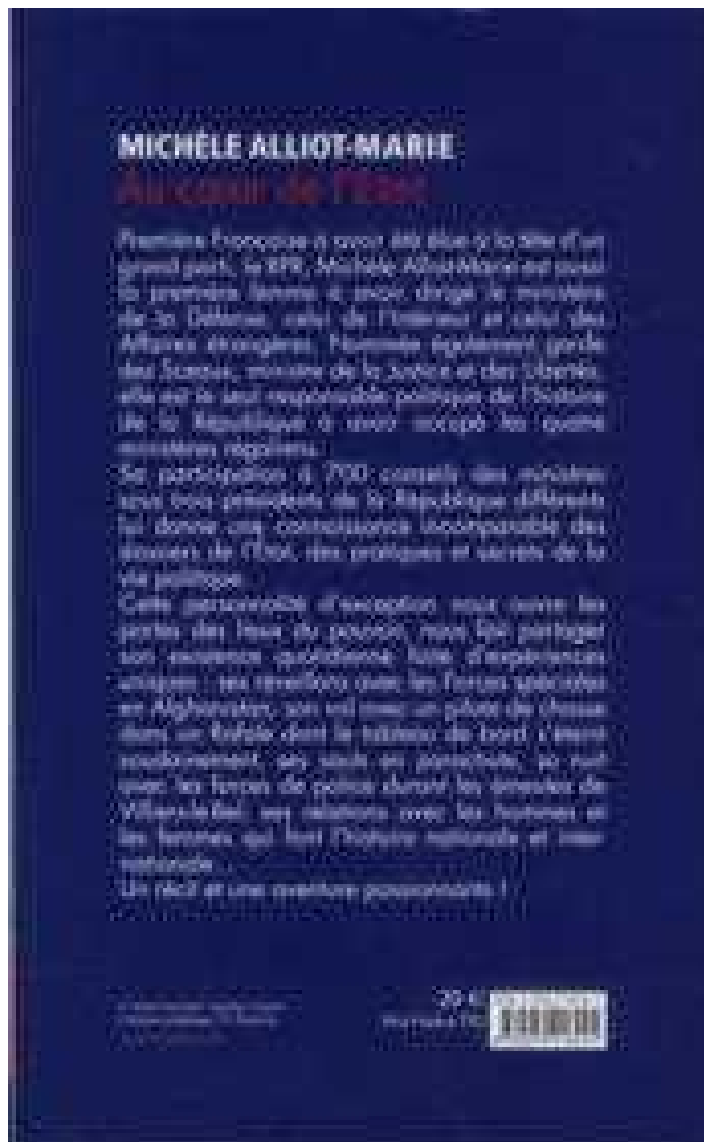 MICHÈLE ALLIOT-MARIE
Au cœur de l'État
Première Française à avoir été élue à la tête d'un
grand parti, le RPR, Michèle Alliot-Marie est aussi
la première femme à avoir dirigé le ministère
de la Défense, celui de l'Intérieur et celui des
Affaires étrangères. Nommée également garde
des Sceaux, ministre de la Justice et des Libertés,
elle est le seul responsable politique de l'histoire
de la République à avoir occupé les quatre
ministères régaliens.
Sa participation à 700 conseils des ministres
sous trois présidents de la République différents
lui donne une connaissance incomparable des
dossiers de l'État, des pratiques et secrets de la
vie politique.
Cette personnalité d'exception nous ouvre les
portes des lieux du pouvoir, nous fait partager
son existence quotidienne faite d'expériences
uniques : ses réveillons avec les Forces spéciales
en Afghanistan, son vol avec un pilote de chasse
dans un Rafale dont le tableau de bord s'éteint
soudainement, ses sauts en parachute, sa nuit
avec les forces de police durant les émeutes de
Villiers-le-Bel, ses relations avec les hommes et
les femmes qui font l'histoire nationale et inter-
nationale...
Un récit et une aventure passionnants !
20 €